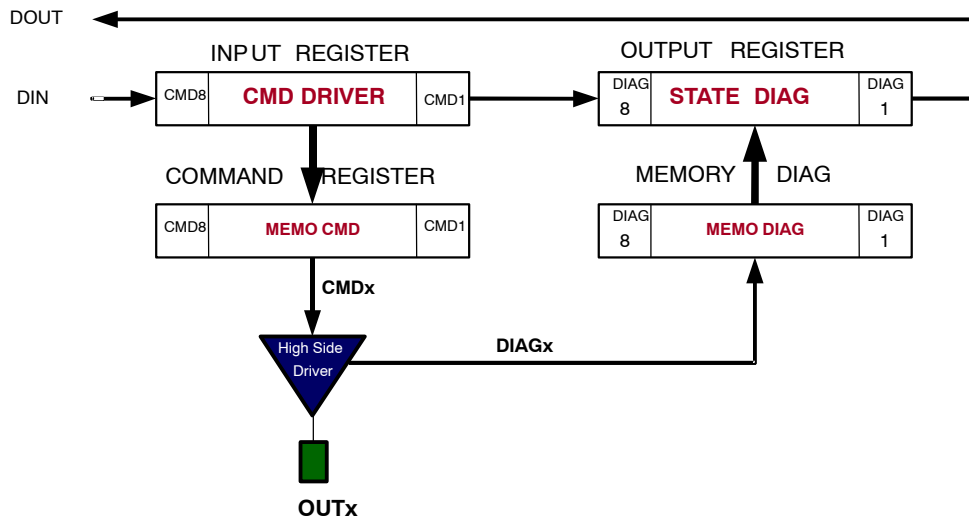 DOUT
INPUT REGISTER
OUTPUT REGISTER
DIN
CMD8
CMD DRIVER
CMD1
DIAG
8
STATE DIAG
DIAG
1
COMMAND REGISTER
MEMORY DIAG
CMD8
MEMO CMD
CMD1
DIAG
8
MEMO DIAG
DIAG
1
CMDx
High Side
Driver
DIAGx
OUTx